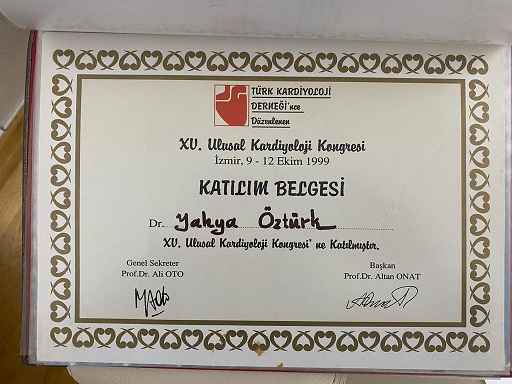 TÜRK KARDİYOLOJİ
DERNEĞİ'nce
Düzenlenen
XV. Ulusal Kardiyoloji Kongresi
İzmir, 9 - 12 Ekim 1999
KATILIM BELGESİ
Dr. Yahya Öztürk
XV. Ulusal Kardiyoloji Kongresi' ne Katılmıştır.
Genel Sekreter
Prof.Dr. Ali OTO
Başkan
Prof.Dr. Altan ONAT